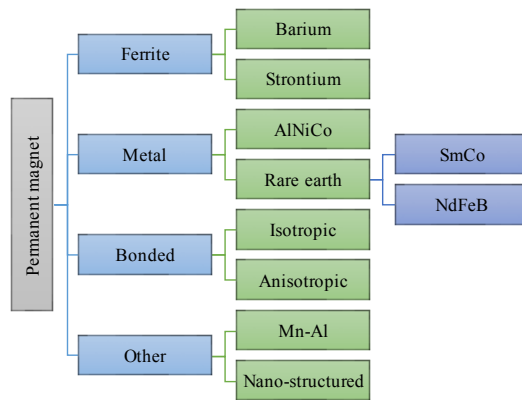 Permanent magnet
Ferrite
Barium
Strontium
Metal
AlNiCo
Rare earth
SmCo
NdFeB
Bonded
Isotropic
Anisotropic
Other
Mn-Al
Nano-structured